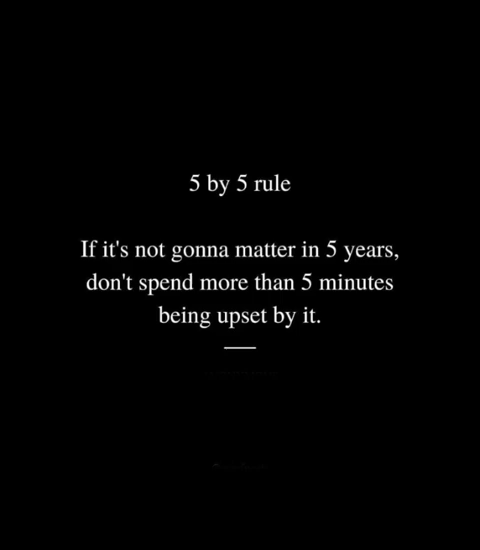 5 by 5 rule
If it's not gonna matter in 5 years,
don't spend more than 5 minutes
being upset by it.